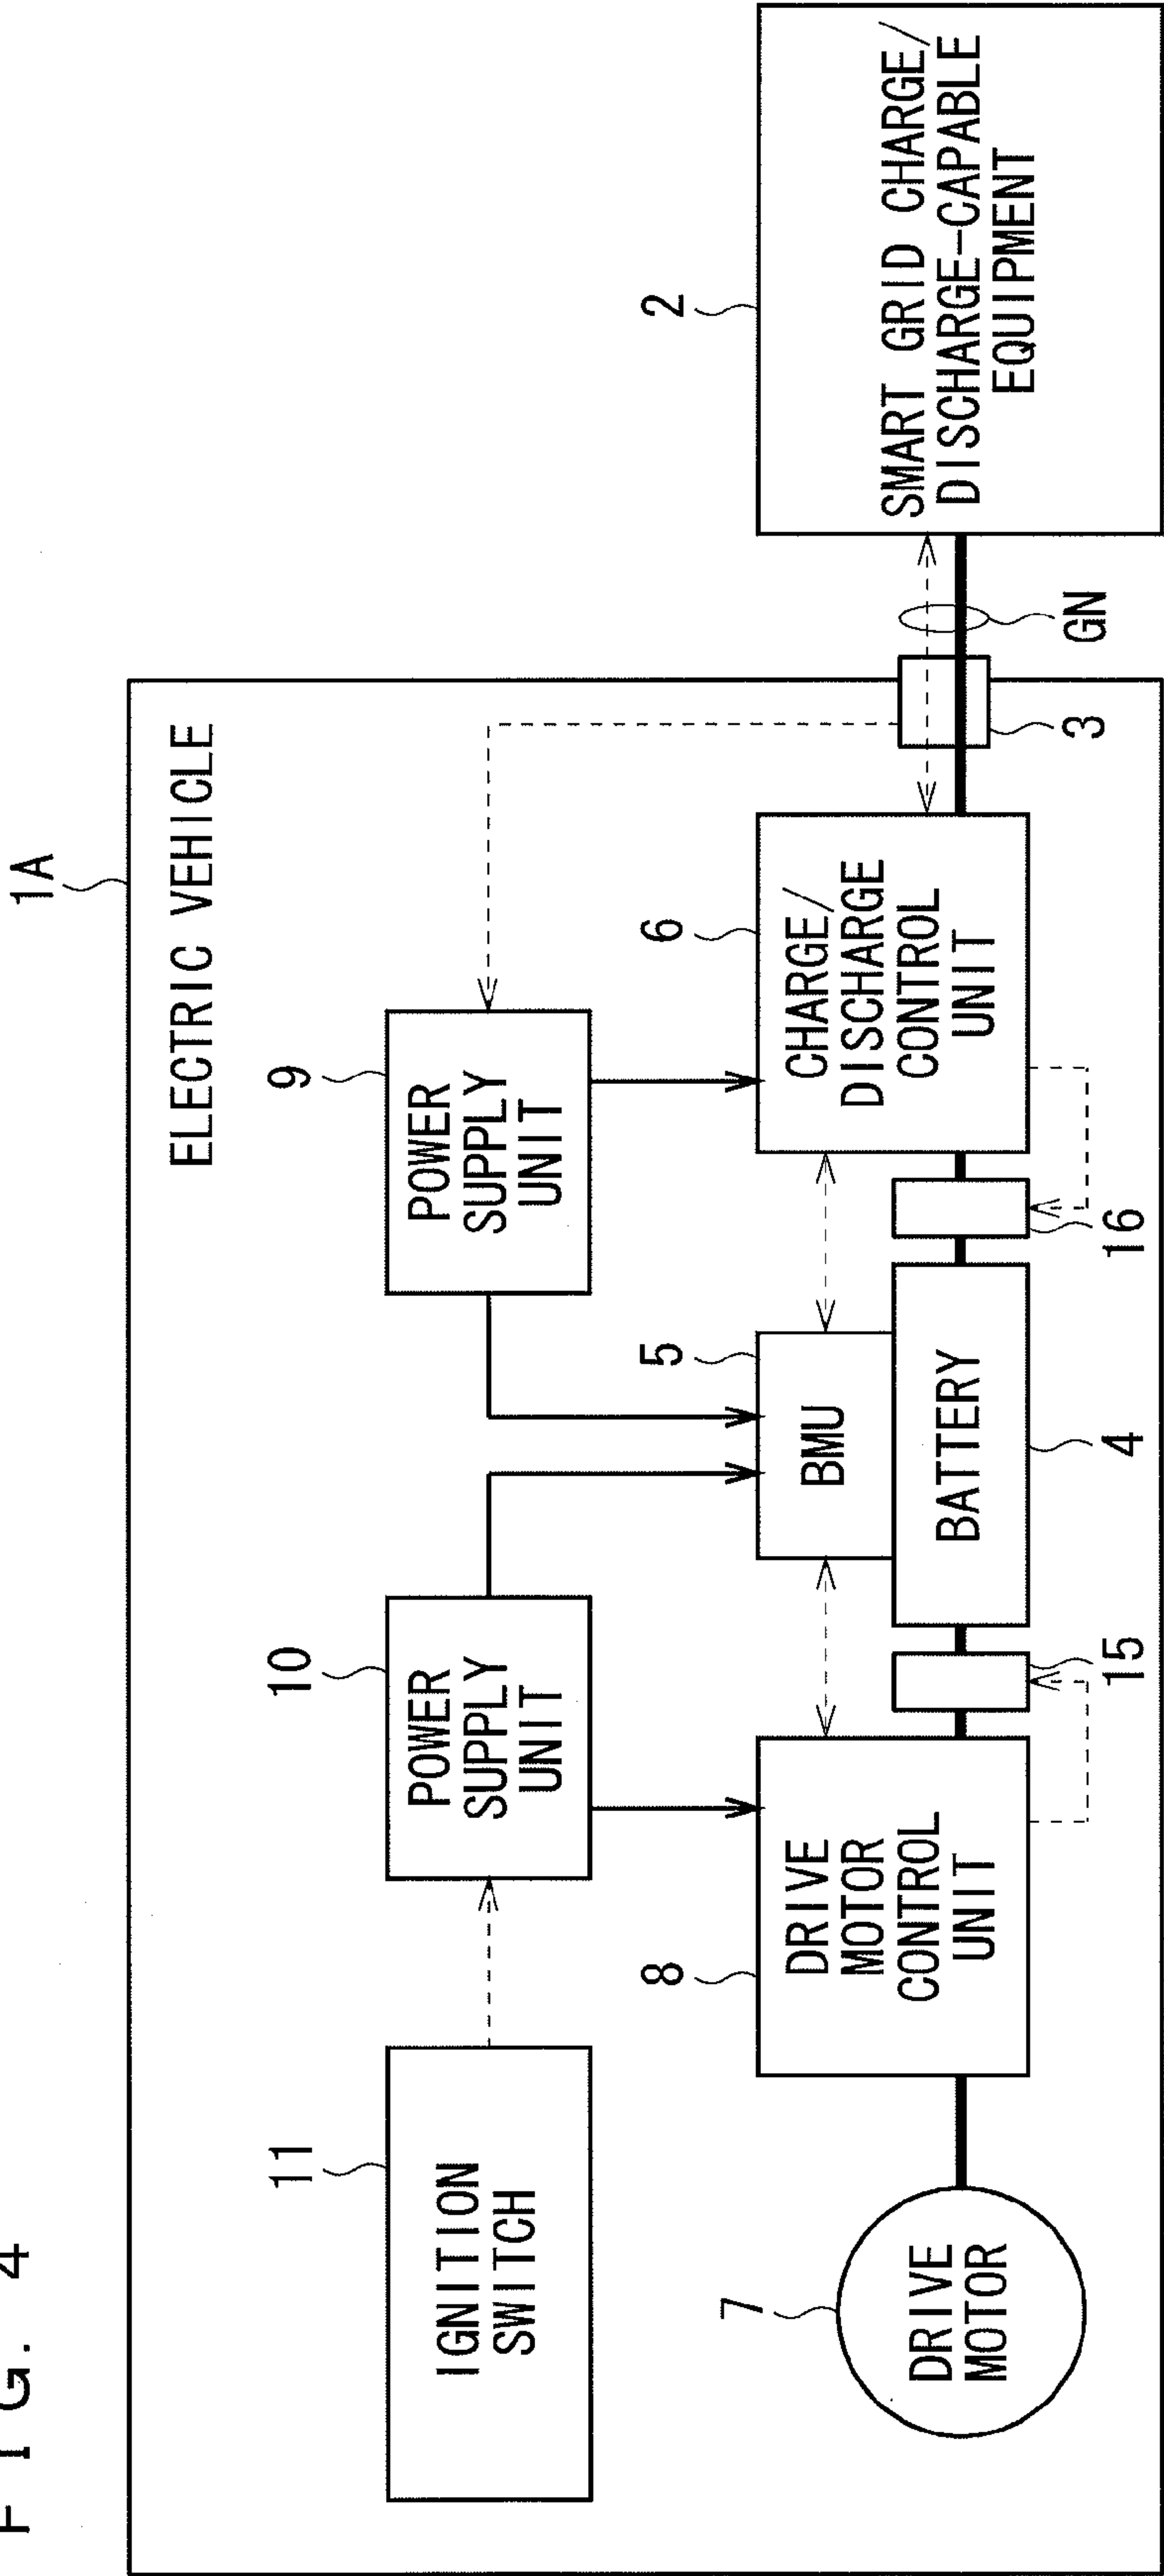 FIG. 4
1A
ELECTRIC VEHICLE
11
IGNITION
SWITCH
10
POWER
SUPPLY
UNIT
9
POWER
SUPPLY
UNIT
7
DRIVE
MOTOR
8
DRIVE
MOTOR
CONTROL
UNIT
15
5
BMU
BATTERY
4
16
6
CHARGE/
DISCHARGE
CONTROL
UNIT
3
GN
2
SMART GRID CHARGE/
DISCHARGE-CAPABLE
EQUIPMENT